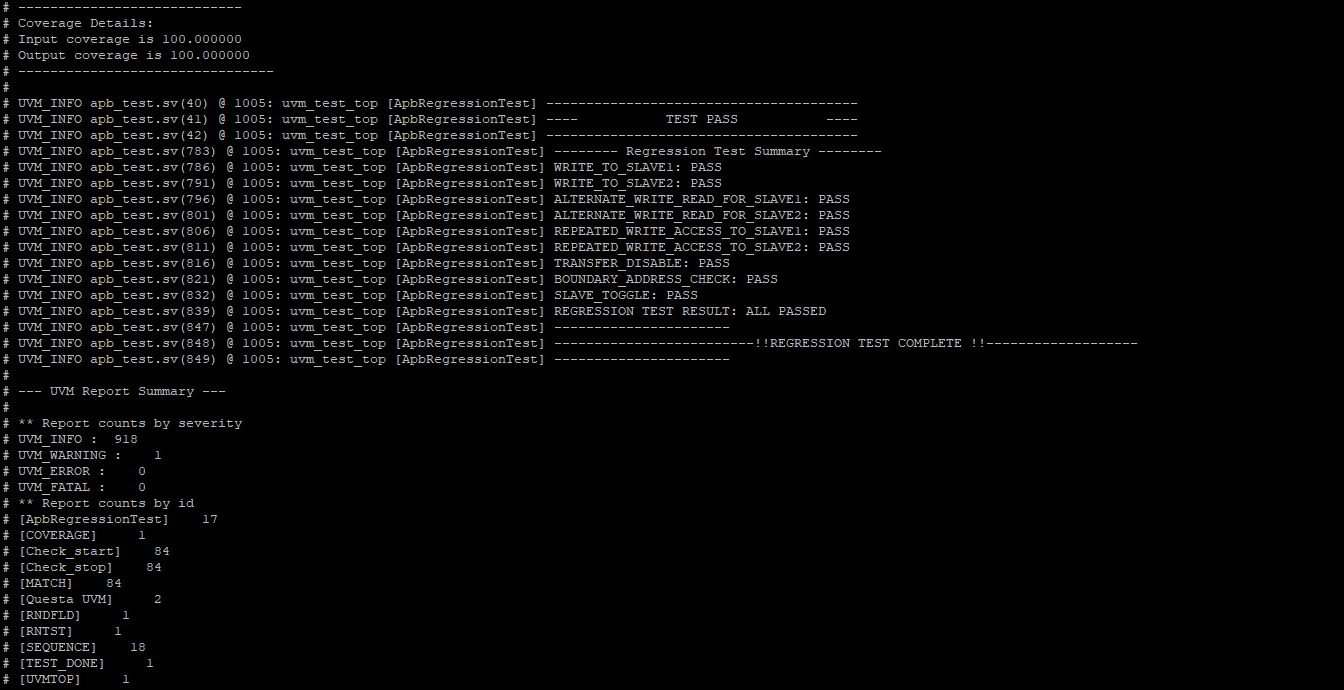 # ----------------------------
# Coverage Details:
# Input coverage is 100.000000
# Output coverage is 100.000000
# --------------------------------
#
# UVM_INFO apb_test.sv(40) @ 1005: uvm_test_top [ApbRegressionTest] ---------------------------------------
# UVM_INFO apb_test.sv(41) @ 1005: uvm_test_top [ApbRegressionTest] ----           TEST PASS           ----
# UVM_INFO apb_test.sv(42) @ 1005: uvm_test_top [ApbRegressionTest] ---------------------------------------
# UVM_INFO apb_test.sv(783) @ 1005: uvm_test_top [ApbRegressionTest] -------- Regression Test Summary --------
# UVM_INFO apb_test.sv(786) @ 1005: uvm_test_top [ApbRegressionTest] WRITE_TO_SLAVE1: PASS
# UVM_INFO apb_test.sv(791) @ 1005: uvm_test_top [ApbRegressionTest] WRITE_TO_SLAVE2: PASS
# UVM_INFO apb_test.sv(796) @ 1005: uvm_test_top [ApbRegressionTest] ALTERNATE_WRITE_READ_FOR_SLAVE1: PASS
# UVM_INFO apb_test.sv(801) @ 1005: uvm_test_top [ApbRegressionTest] ALTERNATE_WRITE_READ_FOR_SLAVE2: PASS
# UVM_INFO apb_test.sv(806) @ 1005: uvm_test_top [ApbRegressionTest] REPEATED_WRITE_ACCESS_TO_SLAVE1: PASS
# UVM_INFO apb_test.sv(811) @ 1005: uvm_test_top [ApbRegressionTest] REPEATED_WRITE_ACCESS_TO_SLAVE2: PASS
# UVM_INFO apb_test.sv(816) @ 1005: uvm_test_top [ApbRegressionTest] TRANSFER_DISABLE: PASS
# UVM_INFO apb_test.sv(821) @ 1005: uvm_test_top [ApbRegressionTest] BOUNDARY_ADDRESS_CHECK: PASS
# UVM_INFO apb_test.sv(832) @ 1005: uvm_test_top [ApbRegressionTest] SLAVE_TOGGLE: PASS
# UVM_INFO apb_test.sv(839) @ 1005: uvm_test_top [ApbRegressionTest] REGRESSION TEST RESULT: ALL PASSED
# UVM_INFO apb_test.sv(847) @ 1005: uvm_test_top [ApbRegressionTest] ----------------------
# UVM_INFO apb_test.sv(848) @ 1005: uvm_test_top [ApbRegressionTest] -------------------------!!REGRESSION TEST COMPLETE !!-------------------
# UVM_INFO apb_test.sv(849) @ 1005: uvm_test_top [ApbRegressionTest] ----------------------
#
# --- UVM Report Summary ---
#
# ** Report counts by severity
# UVM_INFO :  918
# UVM_WARNING :    1
# UVM_ERROR :    0
# UVM_FATAL :    0
# ** Report counts by id
# [ApbRegressionTest]    17
# [COVERAGE]     1
# [Check_start]    84
# [Check_stop]    84
# [MATCH]    84
# [Questa UVM]     2
# [RNDFLD]     1
# [RNTST]     1
# [SEQUENCE]    18
# [TEST_DONE]     1
# [UVMTOP]     1